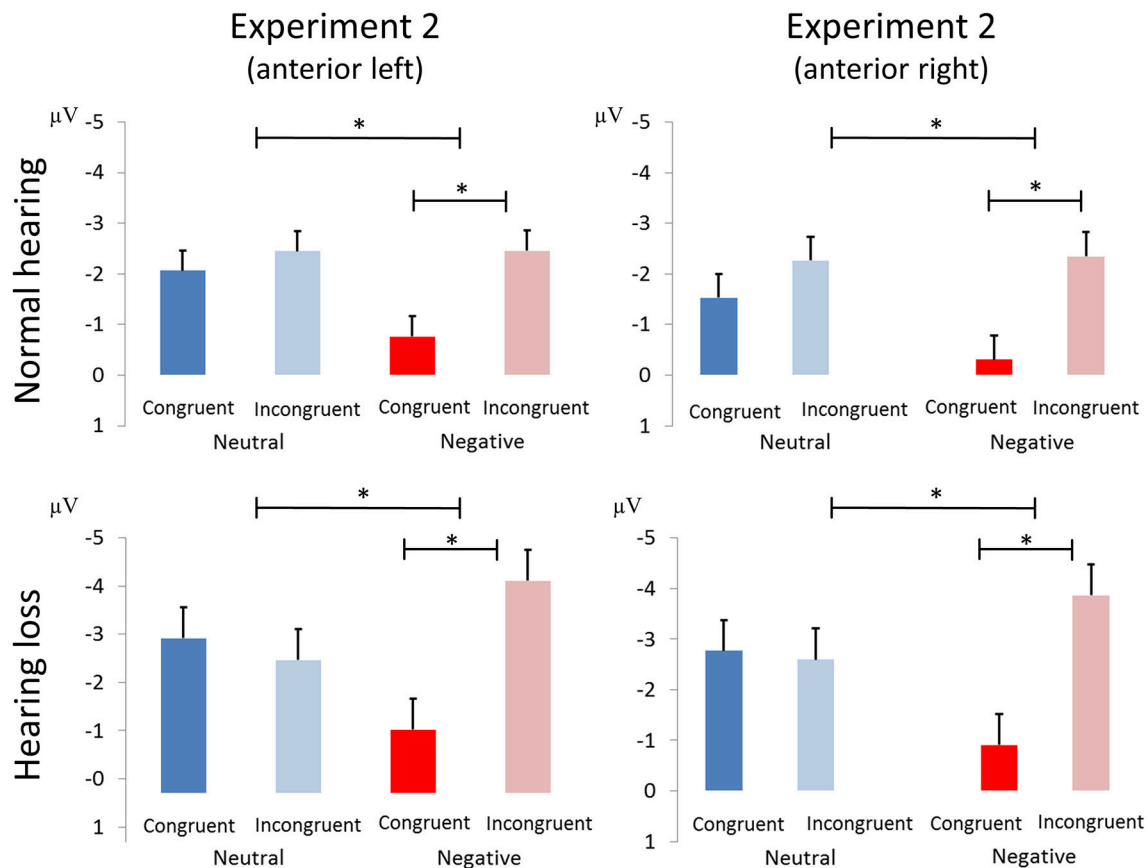 Experiment 2
(anterior left)
Experiment 2
(anterior right)
Normal hearing
µV
-5
-4
-3
-2
-1
0
1
*
*
Congruent Incongruent Congruent Incongruent
Neutral Negative
µV
-5
-4
-3
-2
-1
0
1
*
*
Congruent Incongruent Congruent Incongruent
Neutral Negative
Hearing loss
µV
-5
-4
-3
-2
-1
-0
1
*
*
Congruent Incongruent Congruent Incongruent
Neutral Negative
µV
-5
-4
-3
-2
-1
0
1
*
*
Congruent Incongruent Congruent Incongruent
Neutral Negative